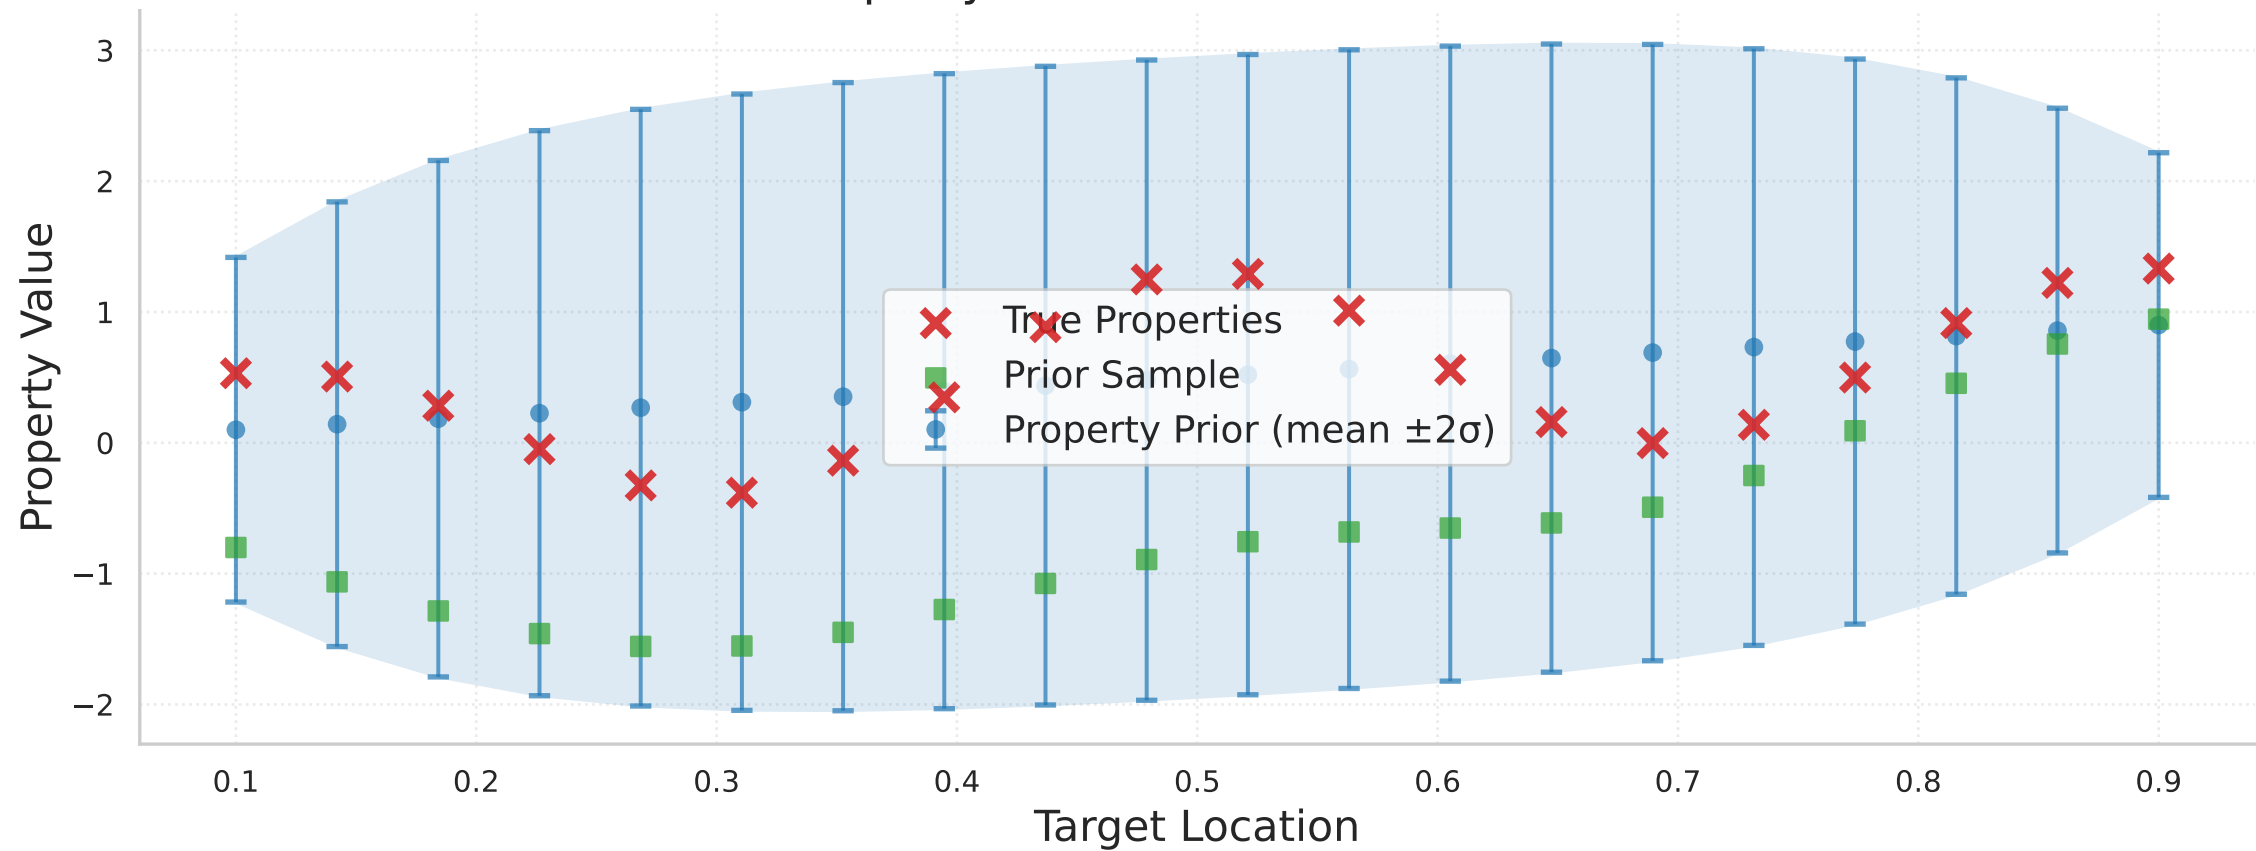 3
2
1
0
−1
−2
Property Value
True Properties
Prior Sample
Property Prior (mean ±2σ)
0.1 0.2 0.3 0.4 0.5 0.6 0.7 0.8 0.9
Target Location